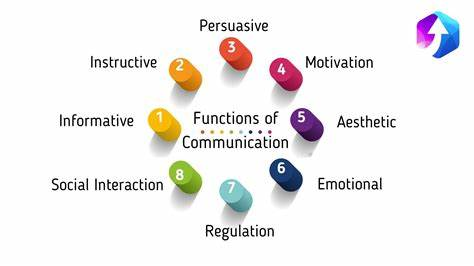 Functions of
Communication
1
Informative
2
Instructive
3
Persuasive
4
Motivation
5
Aesthetic
6
Emotional
7
Regulation
8
Social Interaction